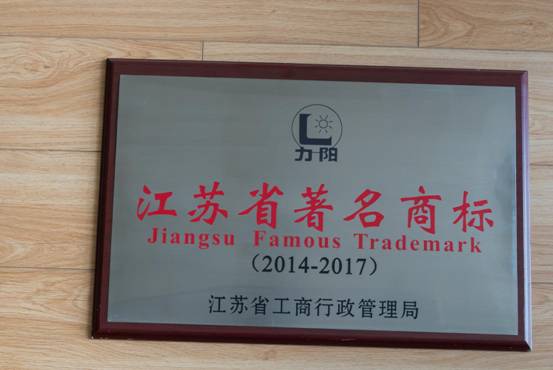 力阳
江苏省著名商标
Jiangsu Famous Trademark
（2014-2017）
江苏省工商行政管理局